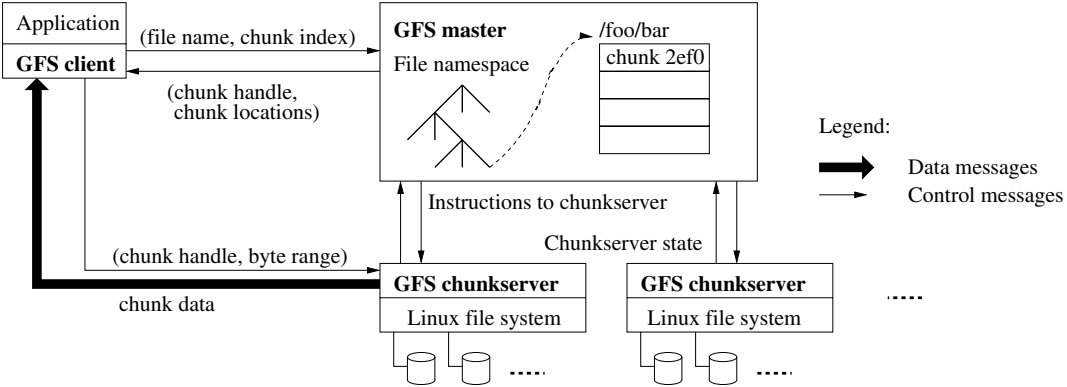 Application
GFS client
(file name, chunk index)
(chunk handle,
chunk locations)
GFS master
File namespace
/foo/bar
chunk 2ef0
Legend:
Data messages
Control messages
Instructions to chunkserver
Chunkserver state
(chunk handle, byte range)
chunk data
GFS chunkserver
Linux file system
GFS chunkserver
Linux file system